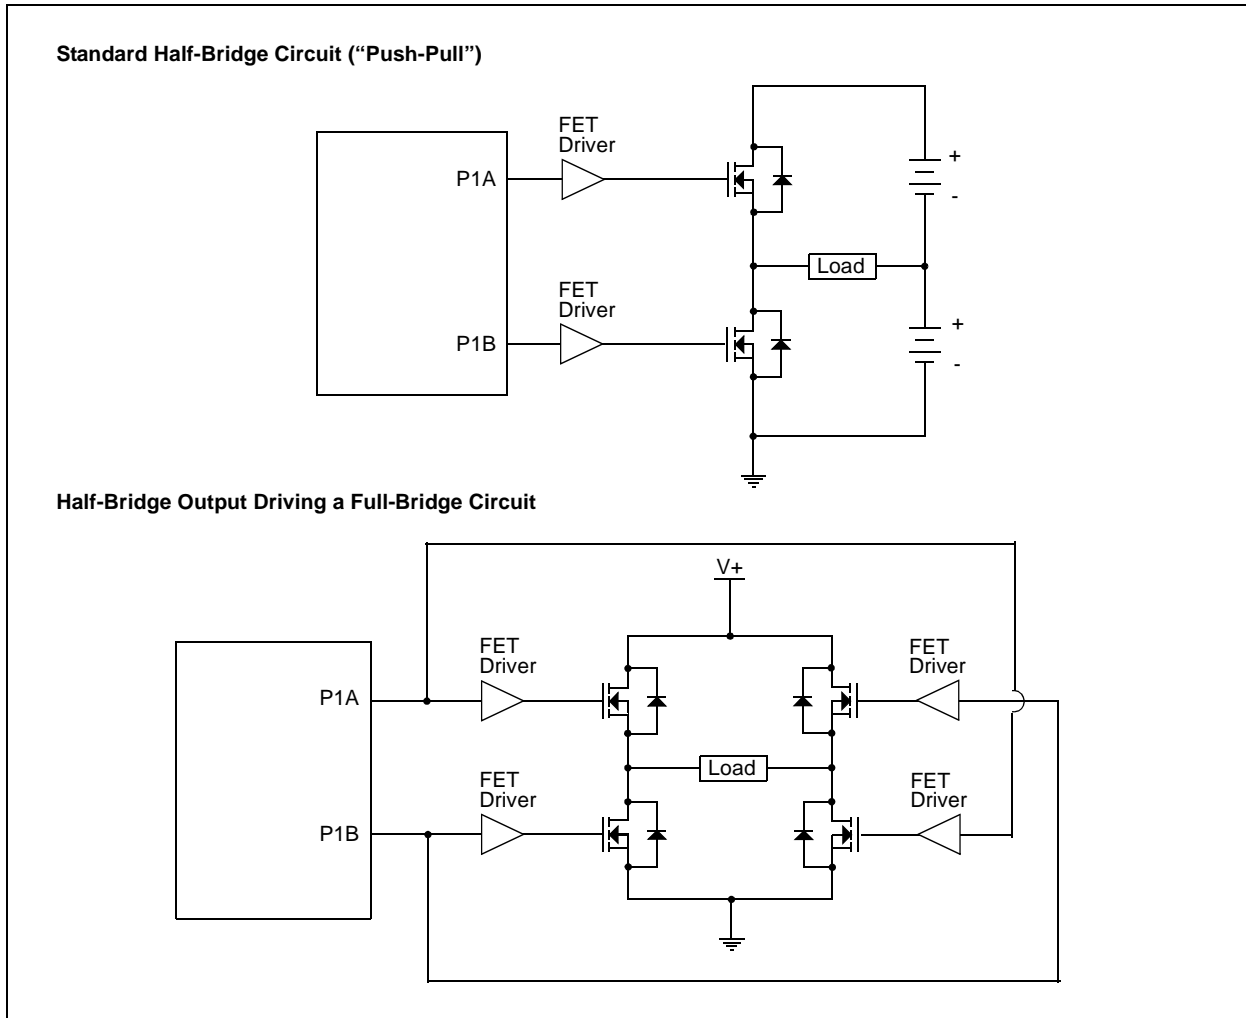 Standard Half-Bridge Circuit (“Push-Pull”)
FET
Driver
P1A
+
-
Load
FET
Driver
P1B
+
-
Half-Bridge Output Driving a Full-Bridge Circuit
V+
FET
Driver
FET
Driver
P1A
Load
FET
Driver
FET
Driver
P1B